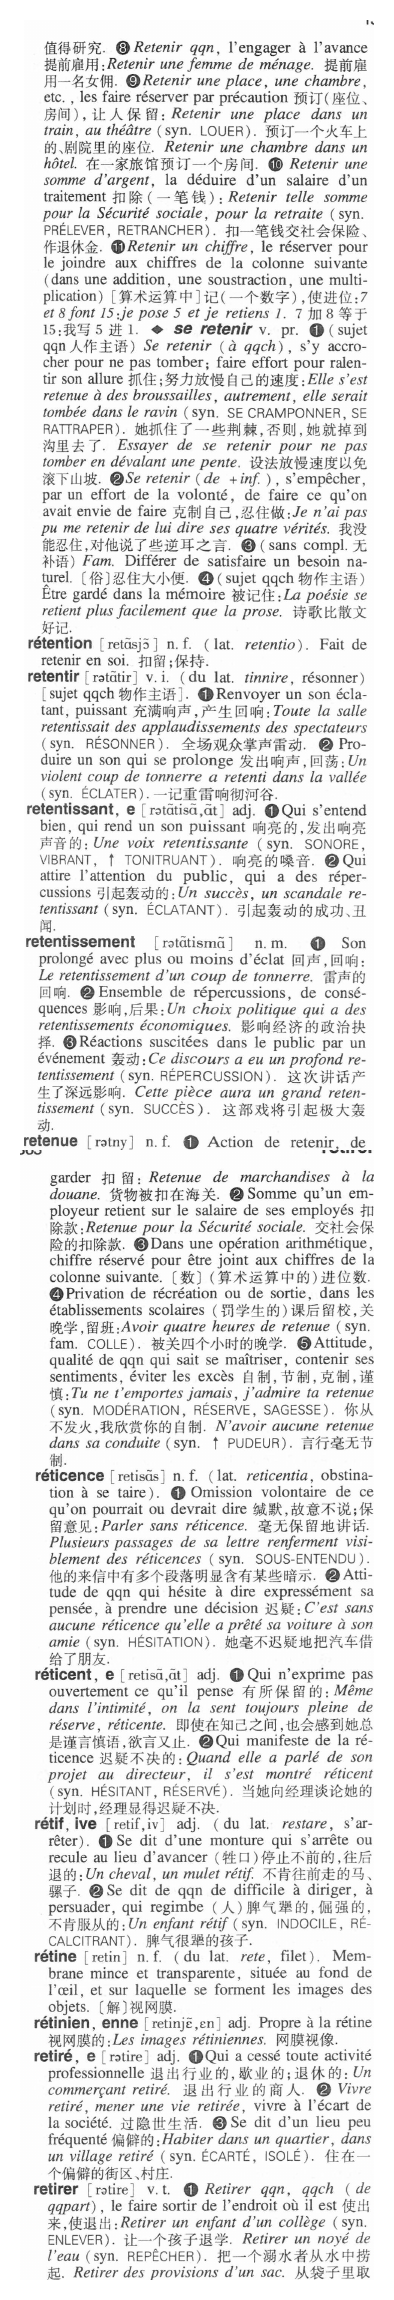 值得研究. ❽ Retenir qqn, l'engager à l'avance
提前雇用:Retenir une femme de ménage. 提前雇
用一名女佣. ❾ Retenir une place, une chambre,
etc. , les faire réserver par précaution 预订(座位、
房间), 让人保留: Retenir une place dans un
train, au théâtre (syn. LOUER). 预订一个火车上
的、剧院里的座位. Retenir une chambre dans un
hôtel. 在一家旅馆预订一个房间. ❿ Retenir une
somme d'argent, la déduire d'un salaire d'un
traitement 扣除(一笔钱): Retenir telle somme
pour la Sécurité sociale, pour la retraite (syn.
PRÉLEVER, RETRANCHER). 扣一笔钱交社会保险、
作退休金. ⓫ Retenir un chiffre, le réserver pour
le joindre aux chiffres de la colonne suivante
(dans une addition, une soustraction, une multi-
plication) [算术运算中]记(一个数字),使进位:7
et 8 font 15;je pose 5 et je retiens 1. 7 加 8 等于
15:我写 5 进 1. ◆ se retenir v. pr. ❶ (sujet
qqn 人作主语) Se retenir (à qqch), s'y accro-
cher pour ne pas tomber; faire effort pour ralen-
tir son allure 抓住;努力放慢自己的速度:Elle s'est
retenue à des broussailles, autrement, elle serait
tombée dans le ravin (syn. SE CRAMPONNER, SE
RATTRAPER). 她抓住了一些荆棘,否则,她就掉到
沟里去了. Essayer de se retenir pour ne pas
tomber en dévalant une pente. 设法放慢速度以免
滚下山坡. ❷ Se retenir (de + inf. ), s'empêcher,
par un effort de la volonté, de faire ce qu'on
avait envie de faire 克制自己,忍住做:Je n'ai pas
pu me retenir de lui dire ses quatre vérités. 我没
能忍住,对他说了些逆耳之言. ❸ (sans compl. 无
补语) Fam. Différer de satisfaire un besoin na-
turel. [俗]忍住大小便. ❹ (sujet qqch 物作主语)
Être gardé dans la mémoire 被记住:La poésie se
retient plus facilement que la prose. 诗歌比散文
好记.
rétention [retɑ̃sjɔ̃] n. f. (lat. retentio). Fait de
retenir en soi. 扣留;保持.
retentir [rətɑ̃tir] v. i. (du lat. tinnire, résonner)
[sujet qqch 物作主语]. ❶ Renvoyer un son écla-
tant, puissant 充满响声,产生回响:Toute la salle
retentissait des applaudissements des spectateurs
(syn. RÉSONNER). 全场观众掌声雷动. ❷ Pro-
duire un son qui se prolonge 发出响声,回荡:Un
violent coup de tonnerre a retenti dans la vallée
(syn. ÉCLATER). 一记重雷响彻河谷.
retentissant, e [rətɑ̃tisɑ̃,ɑ̃t] adj. ❶ Qui s'entend
bien, qui rend un son puissant 响亮的,发出响亮
声音的: Une voix retentissante (syn. SONORE,
VIBRANT, ↑ TONITRUANT). 响亮的嗓音. ❷ Qui
attire l'attention du public, qui a des réper-
cussions 引起轰动的:Un succès, un scandale re-
tentissant (syn. ÉCLATANT). 引起轰动的成功、丑
闻.
retentissement [rətɑ̃tismɑ̃] n. m. ❶ Son
prolongé avec plus ou moins d'éclat 回声,回响:
Le retentissement d'un coup de tonnerre. 雷声的
回响. ❷ Ensemble de répercussions, de consé-
quences 影响,后果:Un choix politique qui a des
retentissements économiques. 影响经济的政治抉
择. ❸ Réactions suscitées dans le public par un
événement 轰动:Ce discours a eu un profond re-
tentissement (syn. RÉPERCUSSION). 这次讲话产
生了深远影响. Cette pièce aura un grand reten-
tissement (syn. SUCCÈS). 这部戏将引起极大轰
动.
retenue [rətny] n. f. ❶ Action de retenir, de
garder 扣留: Retenue de marchandises à la
douane. 货物被扣在海关. ❷ Somme qu'un em-
ployeur retient sur le salaire de ses employés 扣
除款:Retenue pour la Sécurité sociale. 交社会保
险的扣除款. ❸ Dans une opération arithmétique,
chiffre réservé pour être joint aux chiffres de la
colonne suivante. [数] (算术运算中的)进位数.
❹ Privation de récréation ou de sortie, dans les
établissements scolaires (罚学生的)课后留校,关
晚学,留班:Avoir quatre heures de retenue (syn.
fam. COLLE). 被关四个小时的晚学. ❺ Attitude,
qualité de qqn qui sait se maîtriser, contenir ses
sentiments, éviter les excès 自制,节制,克制,谨
慎:Tu ne t'emportes jamais, j'admire ta retenue
(syn. MODÉRATION, RÉSERVE, SAGESSE). 你从
不发火,我欣赏你的自制. N'avoir aucune retenue
dans sa conduite (syn. ↑ PUDEUR). 言行毫无节
制.
réticence [retisɑ̃s] n. f. (lat. reticentia, obstina-
tion à se taire). ❶ Omission volontaire de ce
qu'on pourrait ou devrait dire 缄默,故意不说;保
留意见:Parler sans réticence. 毫无保留地讲话.
Plusieurs passages de sa lettre renferment visi-
blement des réticences (syn. SOUS-ENTENDU).
他的来信中有多个段落明显含有某些暗示. ❷ Atti-
tude de qqn qui hésite à dire expressément sa
pensée, à prendre une décision 迟疑:C'est sans
aucune réticence qu'elle a prêté sa voiture à son
amie (syn. HÉSITATION). 她毫不迟疑地把汽车借
给了朋友.
réticent, e [retisɑ̃,ɑ̃t] adj. ❶ Qui n'exprime pas
ouvertement ce qu'il pense 有所保留的:Même
dans l'intimité, on la sent toujours pleine de
réserve, réticente. 即使在知己之间,也会感到她总
是谨言慎语,欲言又止. ❷ Qui manifeste de la ré-
ticence 迟疑不决的:Quand elle a parlé de son
projet au directeur, il s'est montré réticent
(syn. HÉSITANT, RÉSERVÉ). 当她向经理谈论她的
计划时,经理显得迟疑不决.
rétif, ive [retif,iv] adj. (du lat. restare, s'ar-
rêter). ❶ Se dit d'une monture qui s'arrête ou
recule au lieu d'avancer (牲口)停止不前的,往后
退的:Un cheval, un mulet rétif. 不肯往前走的马、
骡子. ❷ Se dit de qqn de difficile à diriger, à
persuader, qui regimbe (人)脾气犟的,倔强的,
不肯服从的:Un enfant rétif (syn. INDOCILE, RÉ-
CALCITRANT). 脾气很犟的孩子.
rétine [retin] n. f. (du lat. rete, filet). Mem-
brane mince et transparente, située au fond de
l'œil, et sur laquelle se forment les images des
objets. [解]视网膜.
rétinien, enne [retinjɛ̃,ɛn] adj. Propre à la rétine
视网膜的:Les images rétiniennes. 网膜视像.
retiré, e [rətire] adj. ❶ Qui a cessé toute activité
professionnelle 退出行业的,歇业的;退休的: Un
commerçant retiré. 退出行业的商人. ❷ Vivre
retiré, mener une vie retirée, vivre à l'écart de
la société. 过隐世生活. ❸ Se dit d'un lieu peu
fréquenté 偏僻的:Habiter dans un quartier, dans
un village retiré (syn. ÉCARTÉ, ISOLÉ). 住在一
个偏僻的街区、村庄.
retirer [rətire] v. t. ❶ Retirer qqn, qqch (de
qqpart), le faire sortir de l'endroit où il est 使出
来,使退出:Retirer un enfant d'un collège (syn.
ENLEVER). 让一个孩子退学. Retirer un noyé de
l'eau (syn. REPÊCHER). 把一个溺水者从水中捞
起. Retirer des provisions d'un sac. 从袋子里取